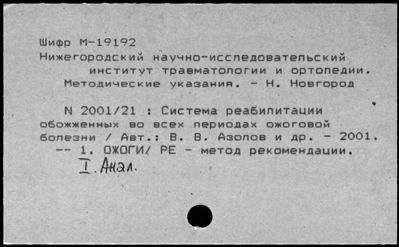 Шифр М-19192
Нижегородский научно-исследовательский
институт травматологии и ортопедии.
Методические указания. - Н. Новгород
N 2001/21 : Система реабилитации
обожженных во всех периодах ожоговой
болезни / Авт.: В. В. Азолов и др. - 2001.
-- 1. ОЖОГИ/ РЕ - метод рекомендации.
I. Анал.